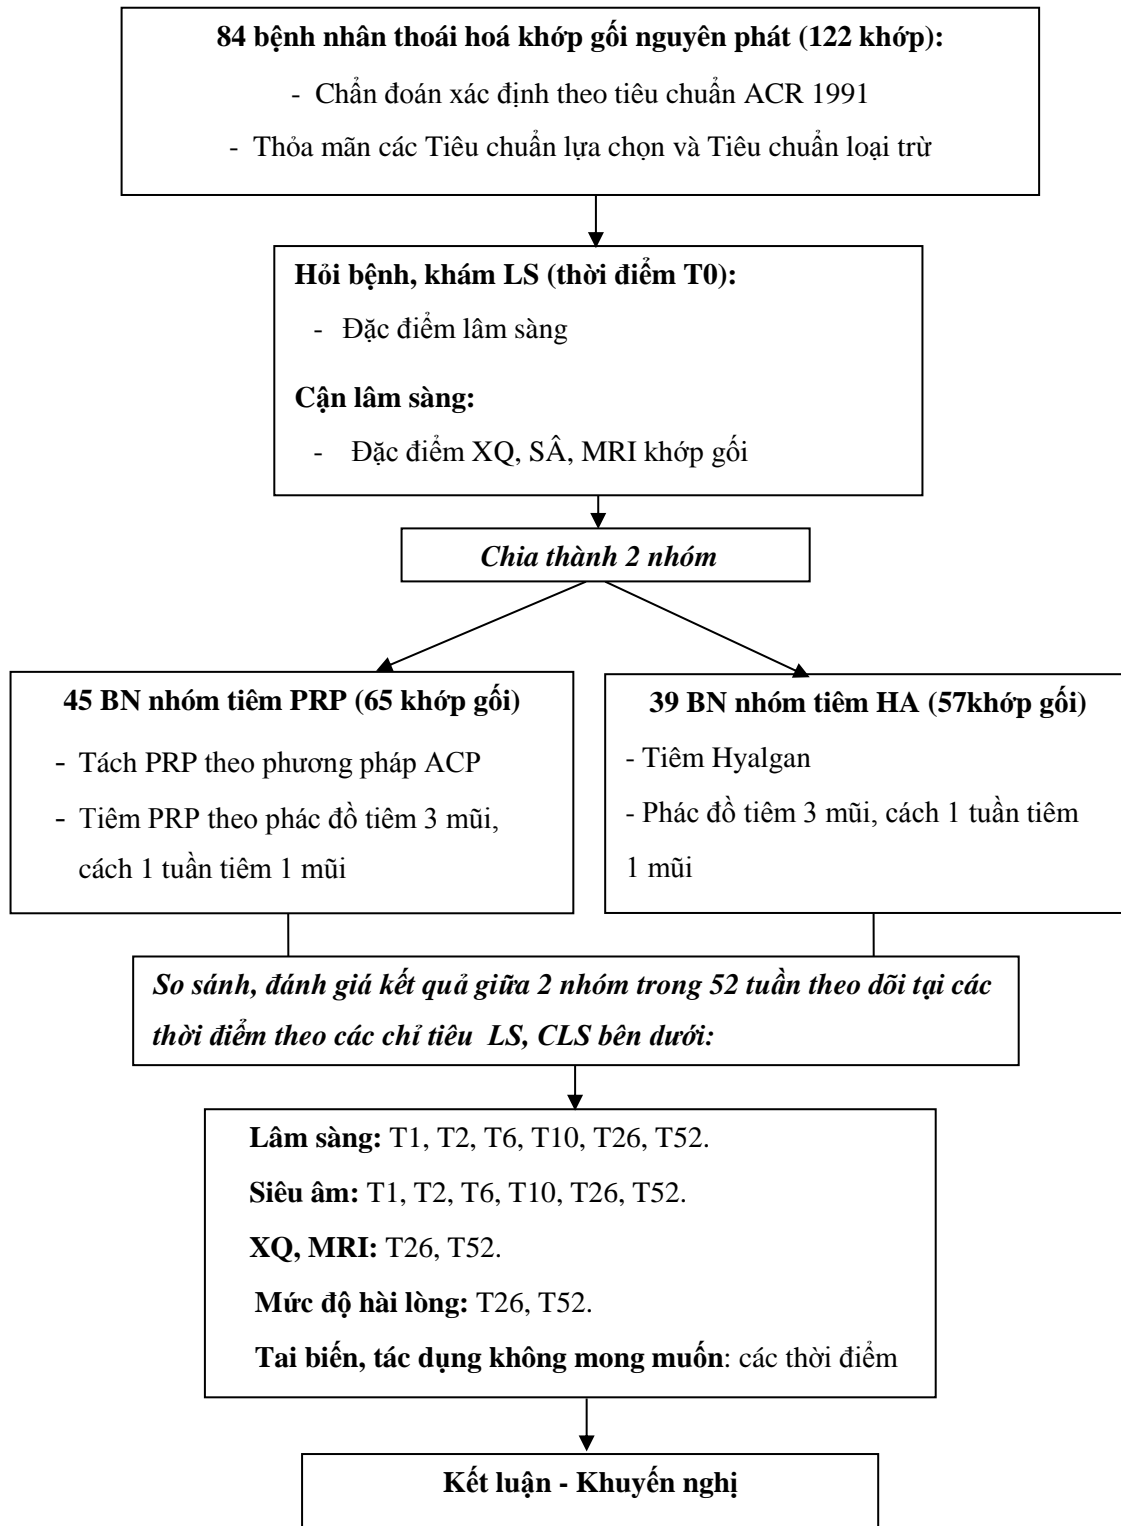 84 bệnh nhân thoái hoá khớp gối nguyên phát (122 khớp):
- Chẩn đoán xác định theo tiêu chuẩn ACR 1991
- Thỏa mãn các Tiêu chuẩn lựa chọn và Tiêu chuẩn loại trừ
Hỏi bệnh, khám LS (thời điểm T0):
- Đặc điểm lâm sàng
Cận lâm sàng:
- Đặc điểm XQ, SÂ, MRI khớp gối
Chia thành 2 nhóm
45 BN nhóm tiêm PRP (65 khớp gối)
- Tách PRP theo phương pháp ACP
- Tiêm PRP theo phác đồ tiêm 3 mũi,
cách 1 tuần tiêm 1 mũi
39 BN nhóm tiêm HA (57khớp gối)
- Tiêm Hyalgan
- Phác đồ tiêm 3 mũi, cách 1 tuần tiêm
1 mũi
So sánh, đánh giá kết quả giữa 2 nhóm trong 52 tuần theo dõi tại các
thời điểm theo các chỉ tiêu LS, CLS bên dưới:
Lâm sàng: T1, T2, T6, T10, T26, T52.
Siêu âm: T1, T2, T6, T10, T26, T52.
XQ, MRI: T26, T52.
Mức độ hài lòng: T26, T52.
Tai biến, tác dụng không mong muốn: các thời điểm
Kết luận - Khuyến nghị